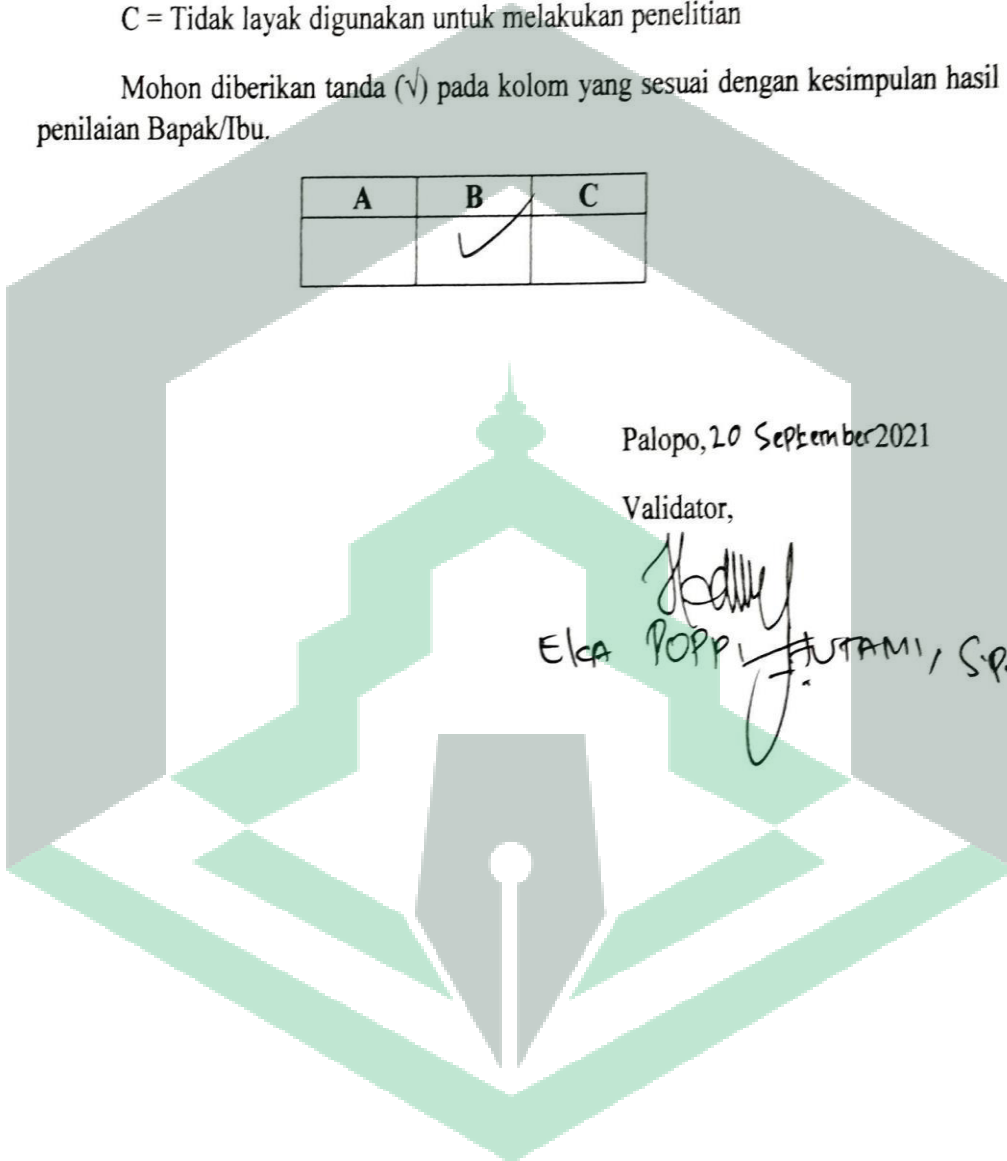 C = Tidak layak digunakan untuk melakukan penelitian
Mohon diberikan tanda (√) pada kolom yang sesuai dengan kesimpulan hasil
penilaian Bapak/Ibu.
A B C
Palopo, 20 September 2021
Validator,
EKA POPPI HUTAMI, S.P